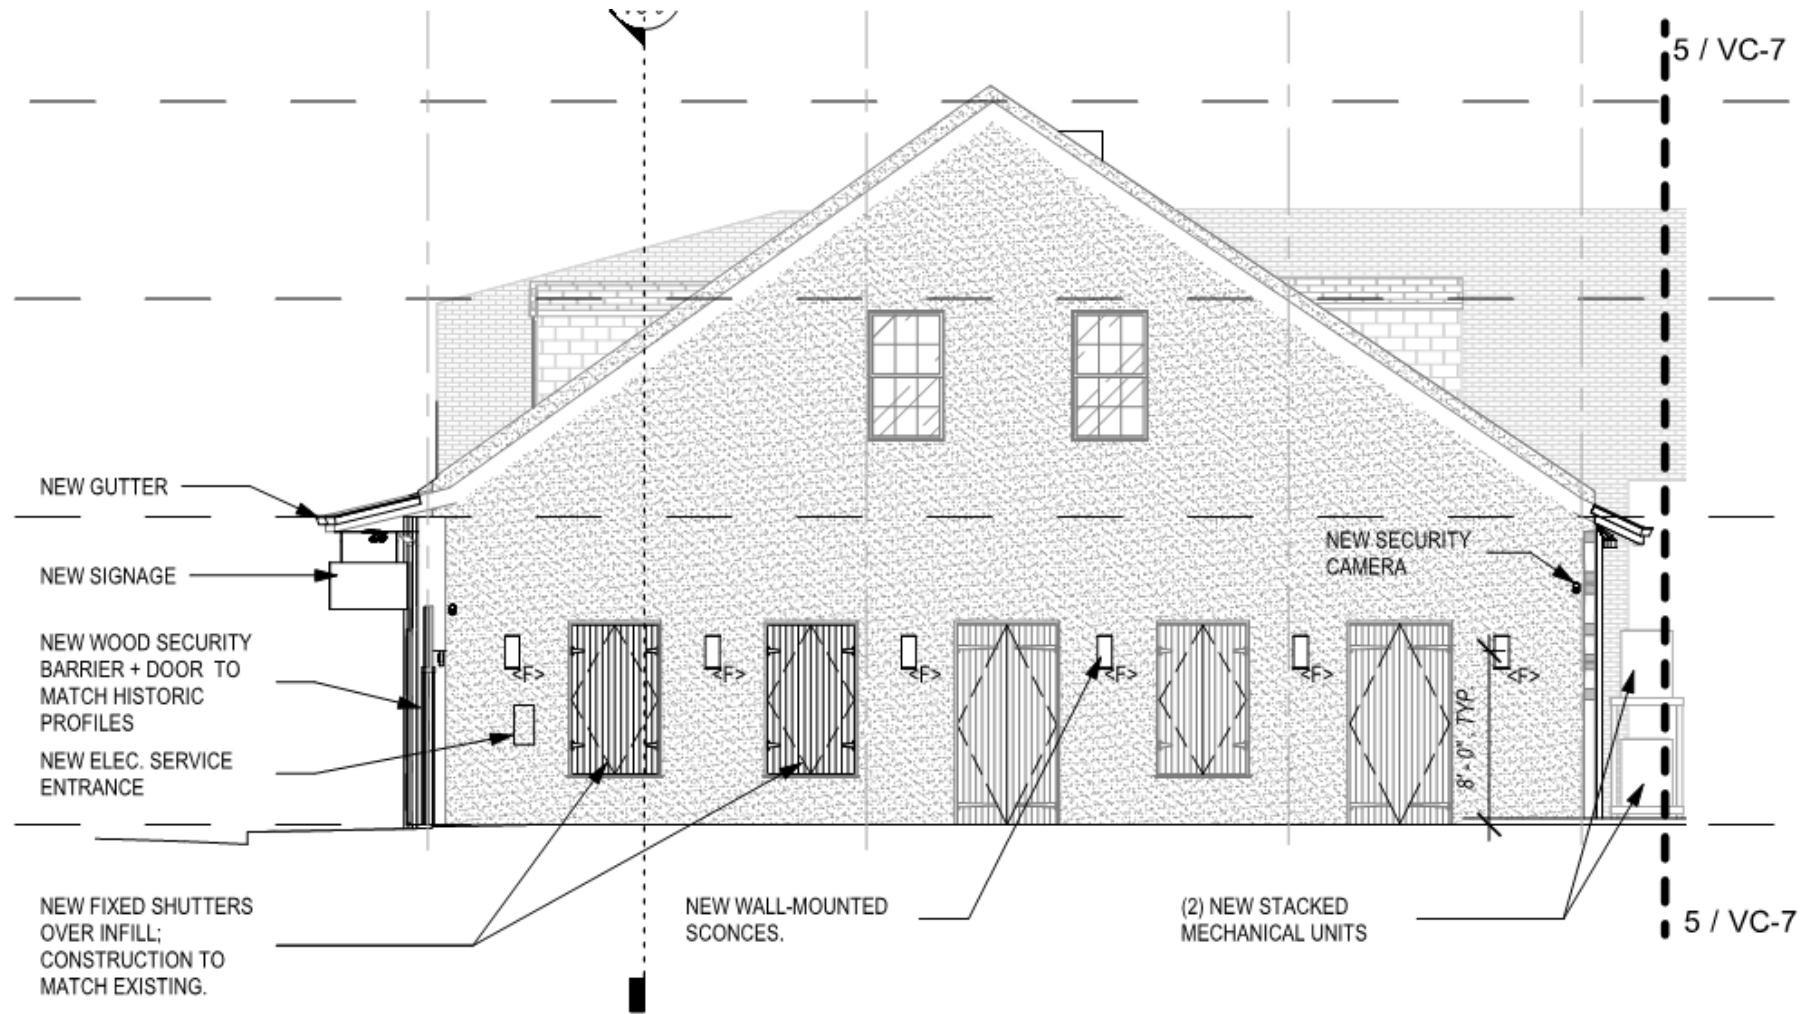 5 / VC-7
NEW GUTTER
NEW SIGNAGE
NEW SECURITY
CAMERA
NEW WOOD SECURITY
BARRIER + DOOR TO
MATCH HISTORIC
PROFILES
<F>
<F>
<F>
<F>
<F>
<F>
8' - 0". TYP.
NEW ELEC. SERVICE
ENTRANCE
NEW FIXED SHUTTERS
OVER INFILL;
CONSTRUCTION TO
MATCH EXISTING.
NEW WALL-MOUNTED
SCONCES.
(2) NEW STACKED
MECHANICAL UNITS
5 / VC-7